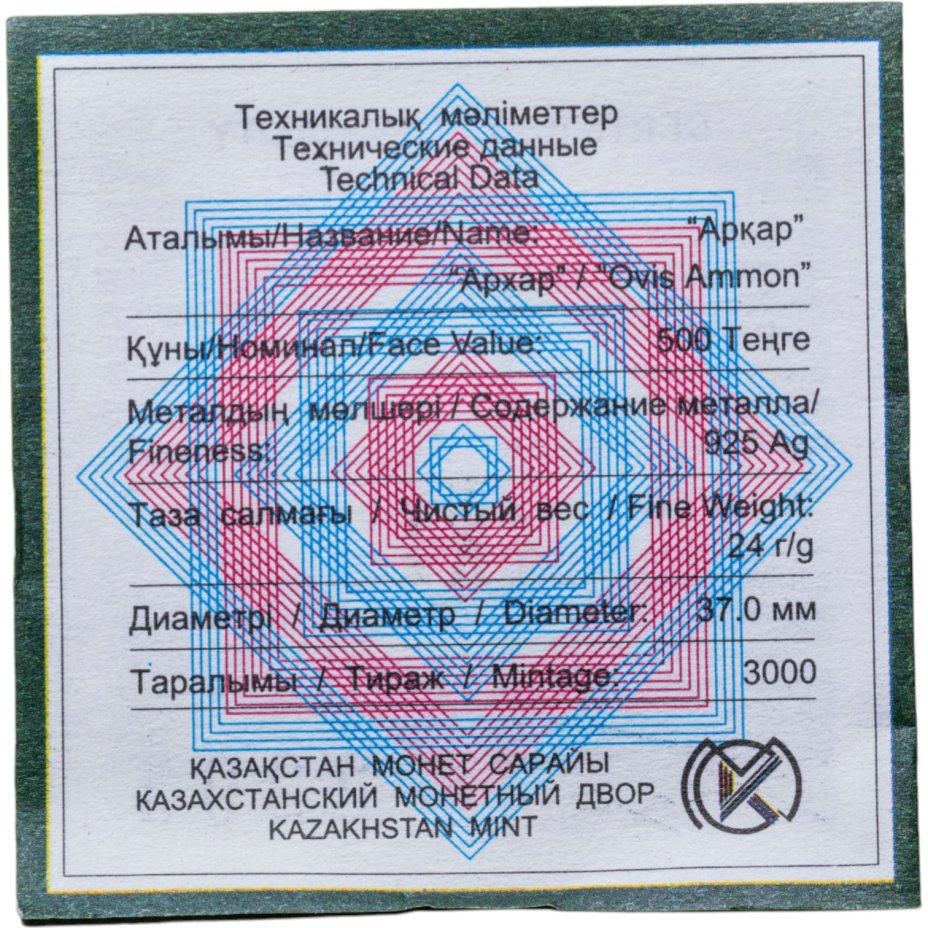 Техникалық мәліметтер
Технические данные
Technical Data
Аталымы/Название/Name: “Арқар”
“Архар” / "Ovis Ammon”
Құны/Номинал/Face Value: 500 Теңге
Металдың мөлшері / Содержание металла/
Fineness: 925 Ag
Таза салмағы / Чистый вес / Fine Weight:
24 г/g
Диаметрі / Диаметр / Diameter: 37.0 мм
Таралымы / Тираж / Mintage: 3000
ҚАЗАҚСТАН МОНЕТ САРАЙЫ
КАЗАХСТАНСКИЙ МОНЕТНЫЙ ДВОР
KAZAKHSTAN MINT